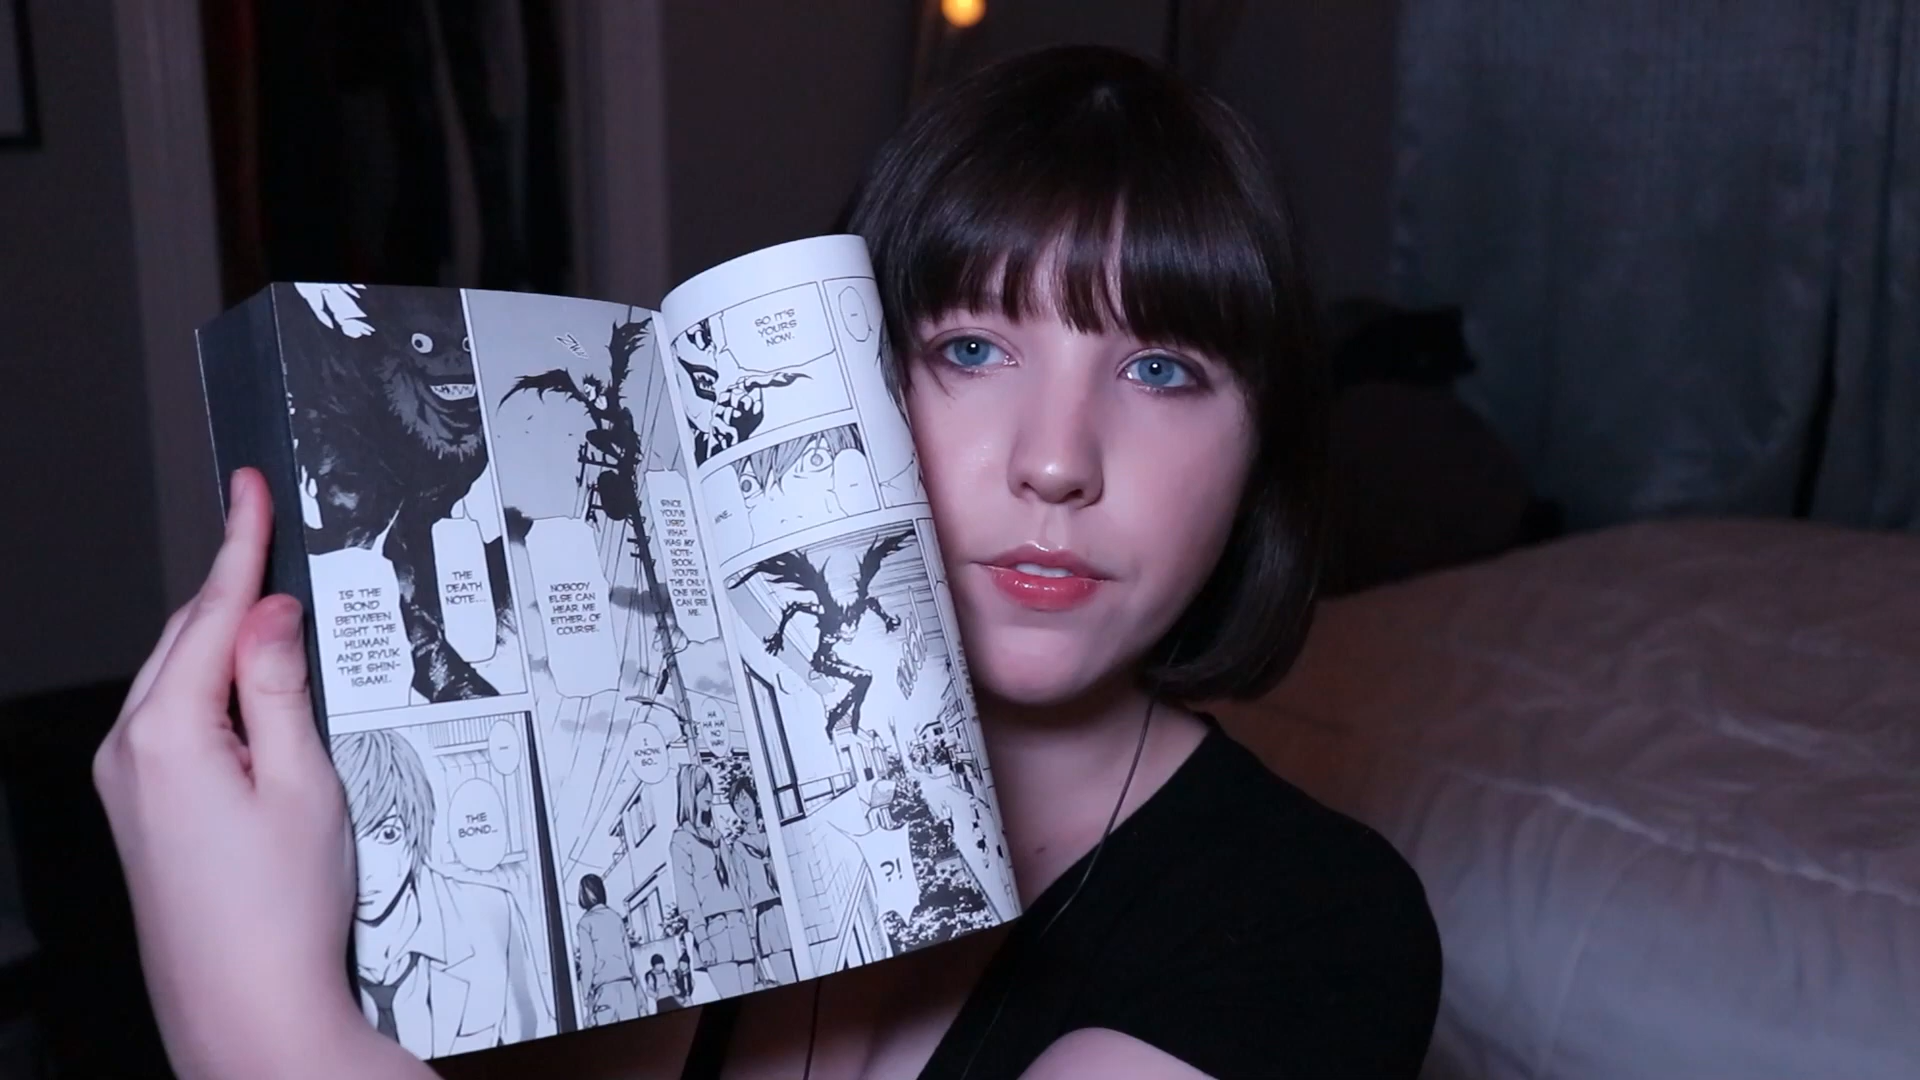 SO IT'S
YOURS
NOW.
?!
SINCE
YOU'VE
USED
WHAT
WAS MY
NOTE-
BOOK,
YOU'RE
THE ONLY
ONE WHO
CAN SEE
ME.
NOBODY
ELSE CAN
HEAR ME
EITHER, OF
COURSE.
HA
HA HA!
NO
WAY
I
KNOW.
SO...
THE
DEATH
NOTE...
IS THE
BOND
BETWEEN
LIGHT THE
HUMAN
AND RYUK
THE SHIN-
IGAMI.
...
THE
BOND...